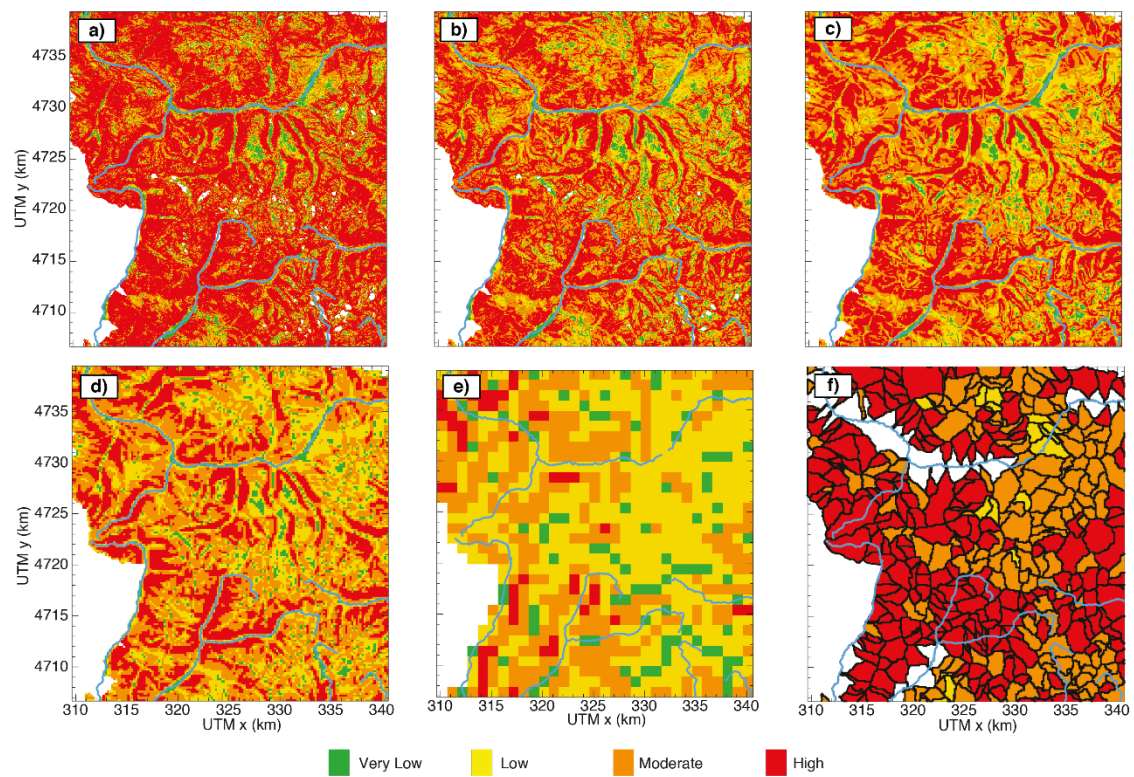 a)
b)
c)
4735
4730
4725
4720
4715
4710
UTM y (km)
d)
e)
f)
4735
4730
4725
4720
4715
4710
UTM y (km)
310 315 320 325 330 335 340
310 315 320 325 330 335 340
310 315 320 325 330 335 340
UTM x (km)
UTM x (km)
UTM x (km)
Very Low
Low
Moderate
High